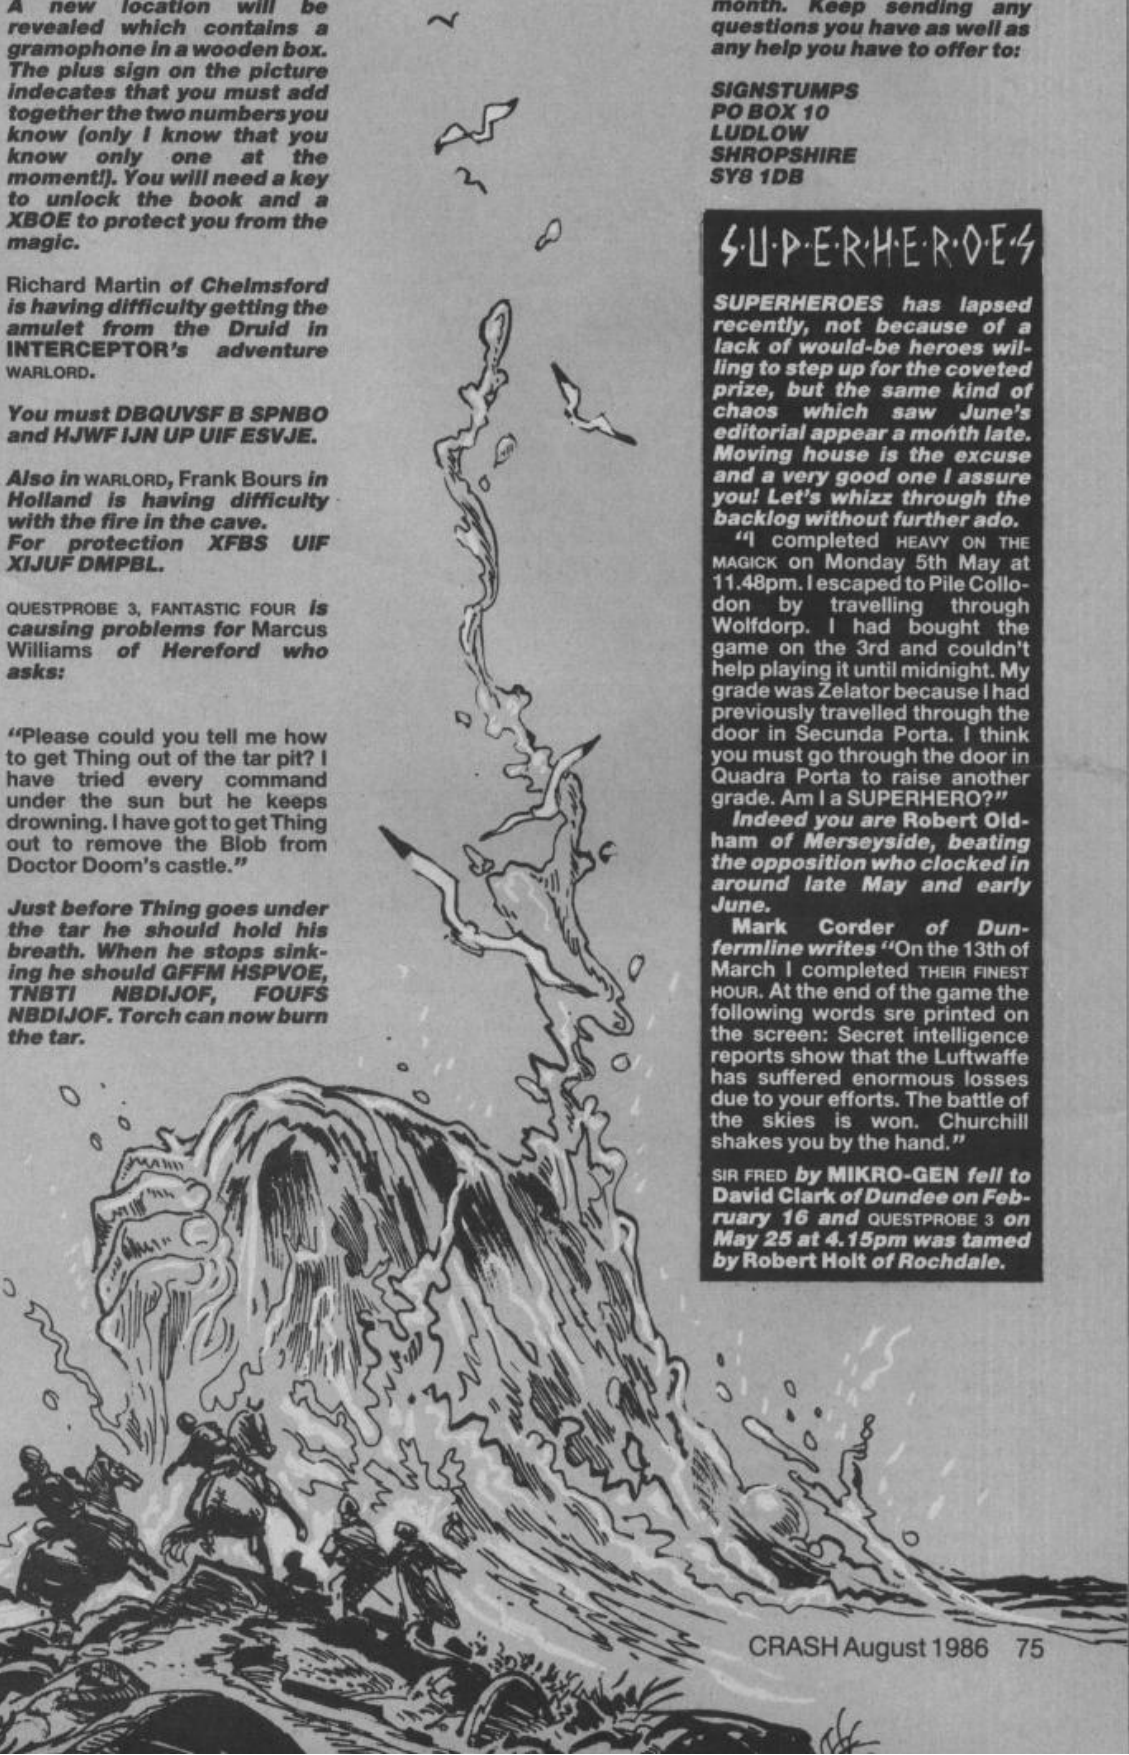 A new location will be
revealed which contains a
gramophone in a wooden box.
The plus sign on the picture
indecates that you must add
together the two numbers you
know (only I know that you
know only one at the
moment!). You will need a key
to unlock the book and a
XBOE to protect you from the
magic.
Richard Martin of Chelmsford
is having difficulty getting the
amulet from the Druid in
INTERCEPTOR's adventure
WARLORD.
You must DBQUVSF B SPNBO
and HJWF IJN UP UIF ESVJE.
Also in WARLORD, Frank Bours in
Holland is having difficulty
with the fire in the cave.
For protection XFBS UIF
XIJUF DMPBL.
QUESTPROBE 3, FANTASTIC FOUR is
causing problems for Marcus
Williams of Hereford who
asks:
“Please could you tell me how
to get Thing out of the tar pit? I
have tried every command
under the sun but he keeps
drowning. I have got to get Thing
out to remove the Blob from
Doctor Doom's castle.”
Just before Thing goes under
the tar he should hold his
breath. When he stops sink-
ing he should GFFM HSPVOE,
TNBTI NBDIJOF, FOUFS
NBDIJOF. Torch can now burn
the tar.
month. Keep sending any
questions you have as well as
any help you have to offer to:
SIGNSTUMPS
PO BOX 10
LUDLOW
SHROPSHIRE
SY8 1DB
S·U·P·E·R·H·E·R·O·E·S
SUPERHEROES has lapsed
recently, not because of a
lack of would-be heroes wil-
ling to step up for the coveted
prize, but the same kind of
chaos which saw June's
editorial appear a month late.
Moving house is the excuse
and a very good one I assure
you! Let's whizz through the
backlog without further ado.
“I completed HEAVY ON THE
MAGICK on Monday 5th May at
11.48pm. I escaped to Pile Collo-
don by travelling through
Wolfdorp. I had bought the
game on the 3rd and couldn't
help playing it until midnight. My
grade was Zelator because I had
previously travelled through the
door in Secunda Porta. I think
you must go through the door in
Quadra Porta to raise another
grade. Am I a SUPERHERO?”
Indeed you are Robert Old-
ham of Merseyside, beating
the opposition who clocked in
around late May and early
June.
Mark Corder of Dun-
fermline writes “On the 13th of
March I completed THEIR FINEST
HOUR. At the end of the game the
following words sre printed on
the screen: Secret intelligence
reports show that the Luftwaffe
has suffered enormous losses
due to your efforts. The battle of
the skies is won. Churchill
shakes you by the hand.”
SIR FRED by MIKRO-GEN fell to
David Clark of Dundee on Feb-
ruary 16 and QUESTPROBE 3 on
May 25 at 4.15pm was tamed
by Robert Holt of Rochdale.
CRASH August 1986 75